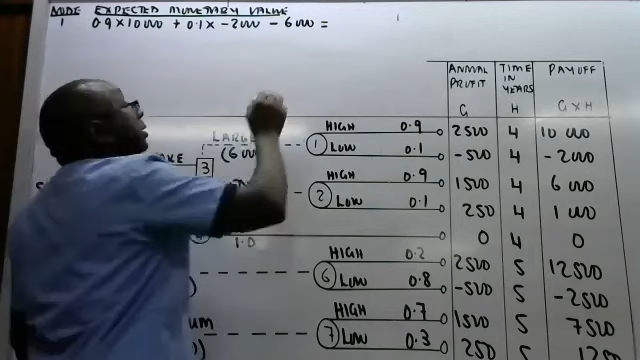 NODE EXPECTED MONETARY VALUE
1 0.9×10000 + 0.1× -2000 - 6000 =
ANNUAL PROFIT TIME IN YEARS PAYOFF
G H G×H
LARG HIGH 0.9 2500 4 10000
(600 1 LOW 0.1 -500 4 -2000
3 HIGH 0.9 1500 4 6000
2 LOW 0.1 250 4 1000
1.0 0 4 0
HIGH 0.2 2500 5 12500
6 LOW 0.8 -500 5 -2500
HIGH 0.7 1500 5 7500
UM 7 LOW 0.3 250 5